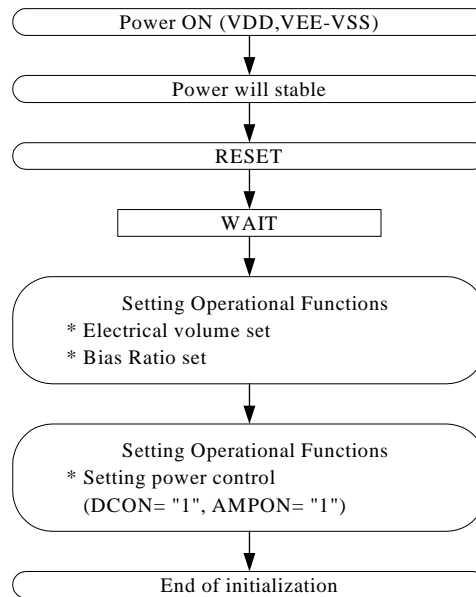 Power ON (VDD,VEE-VSS)
Power will stable
RESET
WAIT
Setting Operational Functions
* Electrical volume set
* Bias Ratio set
Setting Operational Functions
* Setting power control
(DCON= "1", AMPON= "1")
End of initialization